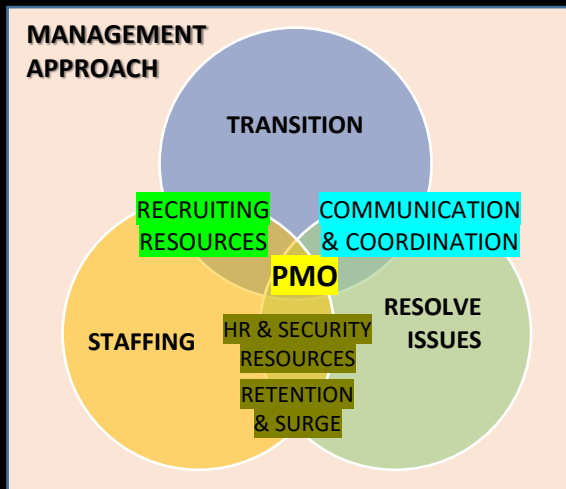 MANAGEMENT
APPROACH
TRANSITION
RECRUITING
RESOURCES
COMMUNICATION
& COORDINATION
PMO
STAFFING
HR & SECURITY
RESOURCES
RETENTION
& SURGE
RESOLVE
ISSUES